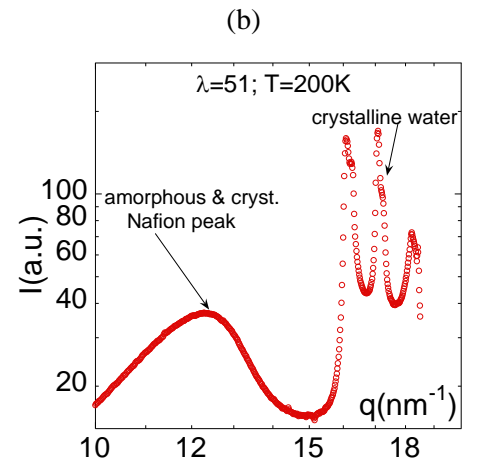 (b)
λ=51; T=200K
crystalline water
amorphous & cryst.
Nafion peak
I(a.u.)
100
80
60
40
20
q(nm⁻¹)
10
12
15
18